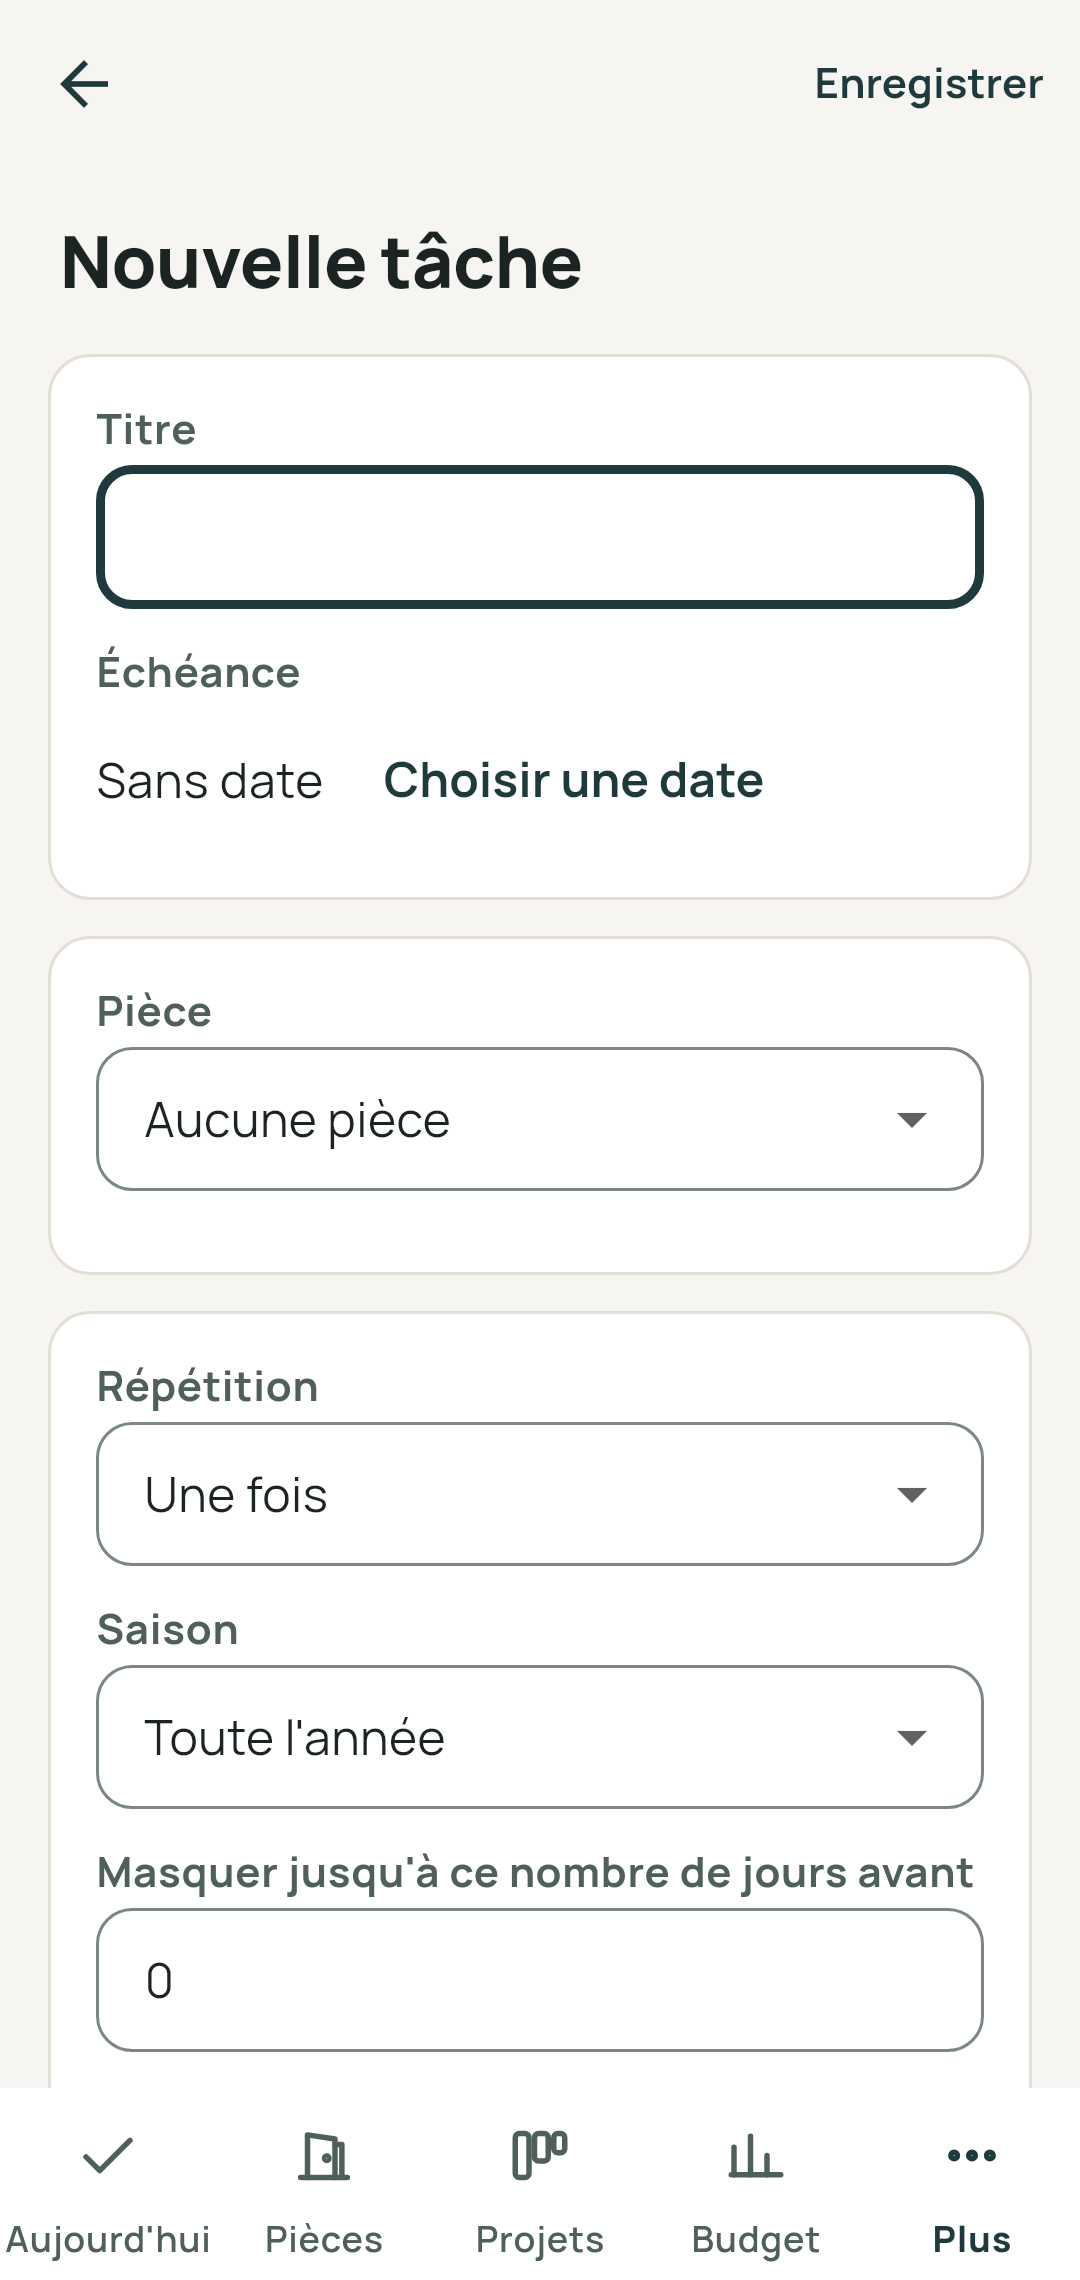 Enregistrer
Nouvelle tâche
Titre
Échéance
Sans date Choisir une date
Pièce
Aucune pièce
Répétition
Une fois
Saison
Toute l'année
Masquer jusqu'à ce nombre de jours avant
0
Aujourd'hui Pièces Projets Budget Plus